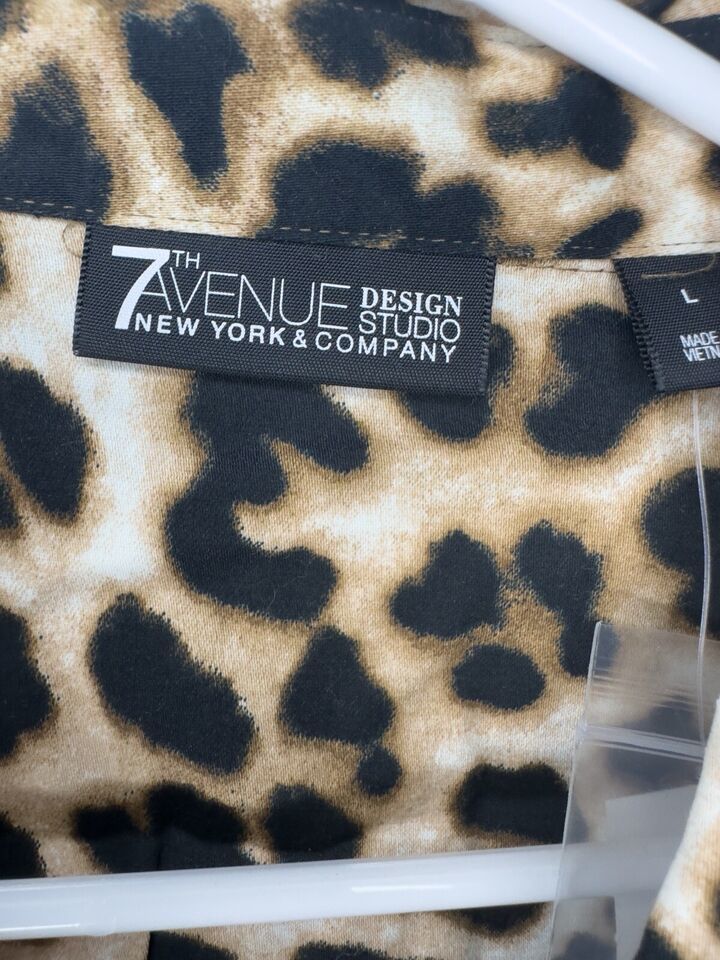 7TH AVENUE DESIGN STUDIO
NEW YORK & COMPANY
L
MADE
VIETN